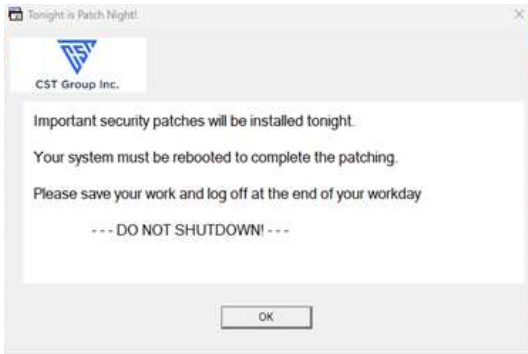 Tonight is Patch Night!
CST
CST Group Inc.
Important security patches will be installed tonight.
Your system must be rebooted to complete the patching.
Please save your work and log off at the end of your workday
- - - DO NOT SHUTDOWN! - - -
OK